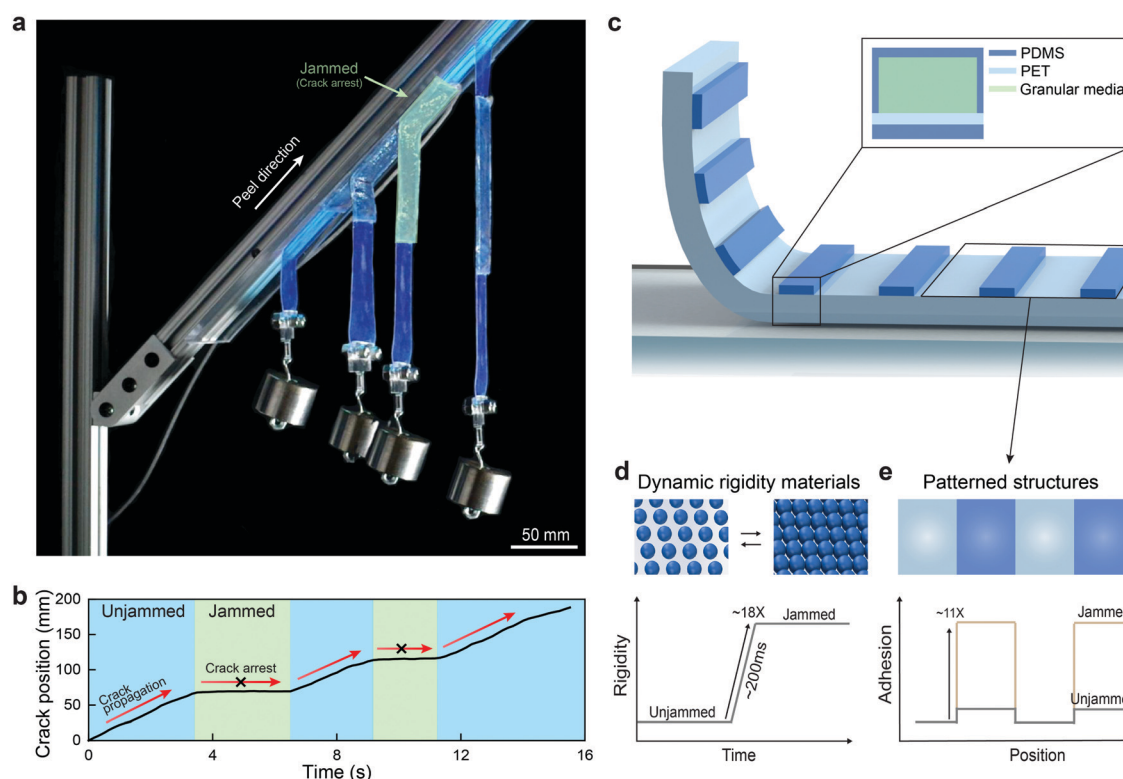 a
Jammed
(Crack arrest)
Peel direction
50 mm
b
Unjammed
Jammed
Crack arrest
Crack
propagation
Crack position (mm)
200
150
100
50
0
0
4
8
12
16
Time (s)
c
PDMS
PET
Granular media
d
Dynamic rigidity materials
~18X
Jammed
~200ms
Unjammed
Rigidity
Time
e
Patterned structures
~11X
Jamme
Unjamme
Adhesion
Position